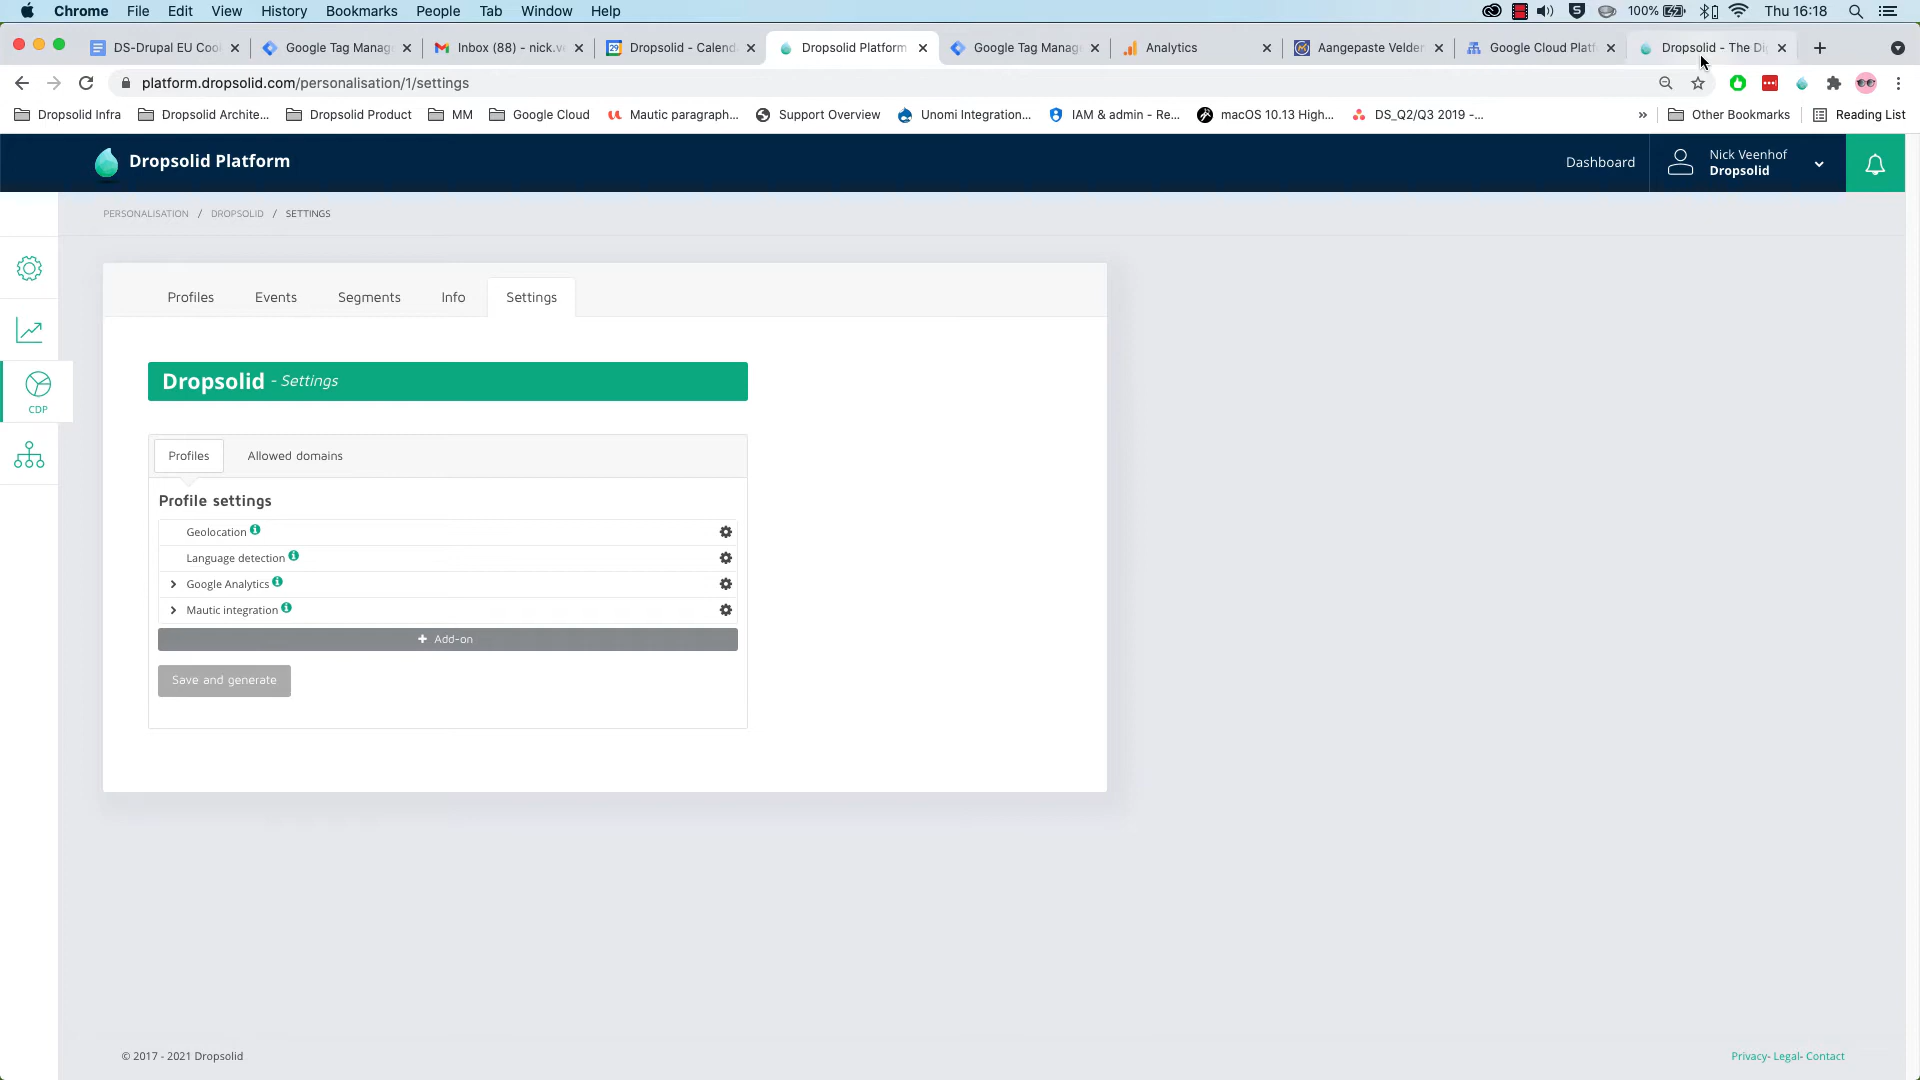 Chrome File Edit View History Bookmarks People Tab Window Help
100% Thu 16:18
DS-Drupal EU Cool
Google Tag Manag
Inbox (88) - nick.ve
Dropsolid - Calend
Dropsolid Platform
Google Tag Manag
Analytics
Aangepaste Velder
Google Cloud Platf
Dropsolid - The Di
platform.dropsolid.com/personalisation/1/settings
Dropsolid Infra
Dropsolid Archite...
Dropsolid Product
MM
Google Cloud
Mautic paragraph...
Support Overview
Unomi Integration...
IAM & admin - Re...
macOS 10.13 High...
DS_Q2/Q3 2019 -...
»
Other Bookmarks
Reading List
Dropsolid Platform
Dashboard
Nick Veenhof
Dropsolid
PERSONALISATION / DROPSOLID / SETTINGS
CDP
Profiles Events Segments Info Settings
Dropsolid - Settings
Profiles Allowed domains
Profile settings
Geolocation
Language detection
Google Analytics
Mautic integration
+ Add-on
Save and generate
© 2017 - 2021 Dropsolid
Privacy- Legal- Contact